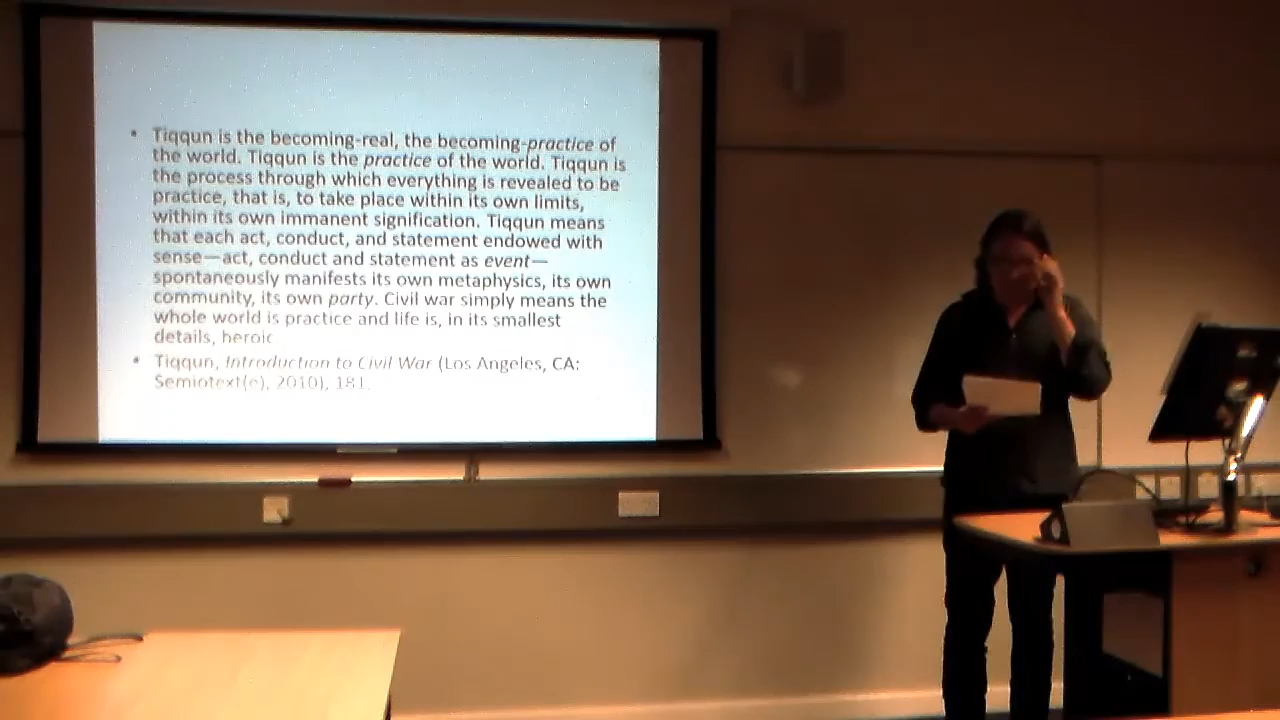 • Tiqqun is the becoming-real, the becoming-practice of
the world. Tiqqun is the practice of the world. Tiqqun is
the process through which everything is revealed to be
practice, that is, to take place within its own limits,
within its own immanent signification. Tiqqun means
that each act, conduct, and statement endowed with
sense—act, conduct and statement as event—
spontaneously manifests its own metaphysics, its own
community, its own party. Civil war simply means the
whole world is practice and life is, in its smallest
details, heroic
• Tiqqun, Introduction to Civil War (Los Angeles, CA:
Semiotext(e), 2010), 181.